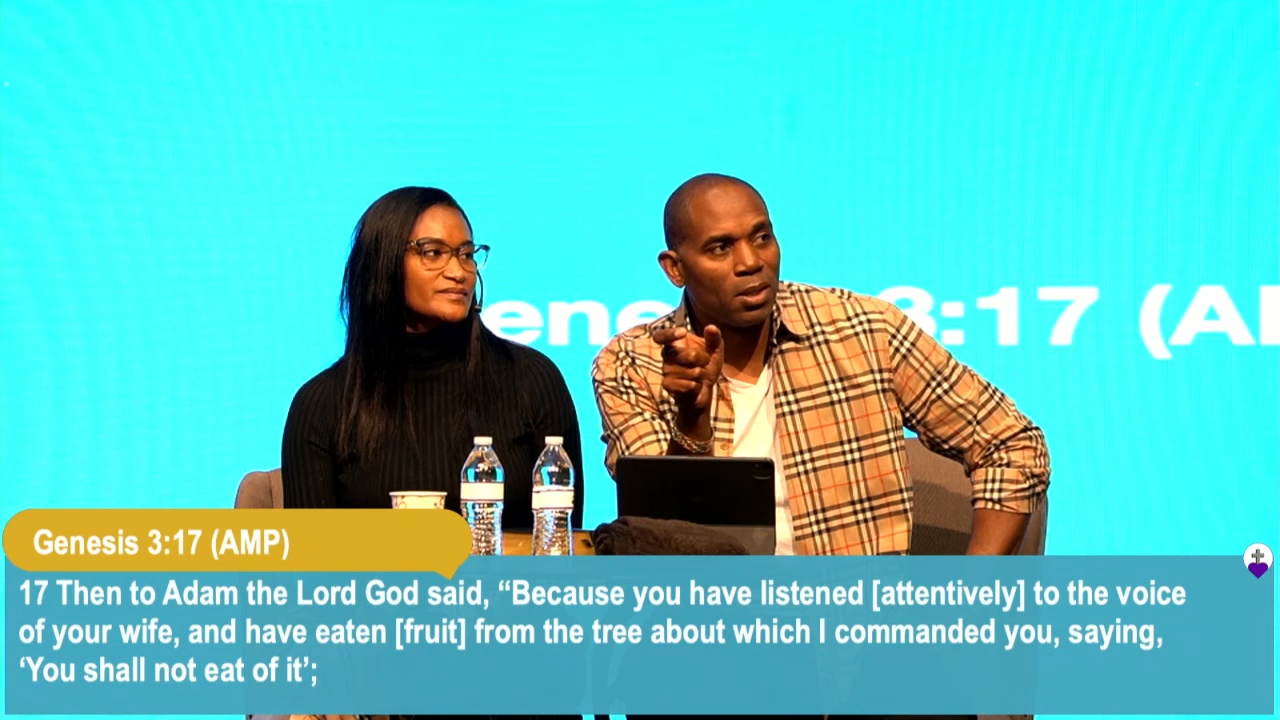 Genesis 3:17 (AMP)
17 Then to Adam the Lord God said, “Because you have listened [attentively] to the voice
of your wife, and have eaten [fruit] from the tree about which I commanded you, saying,
‘You shall not eat of it’;